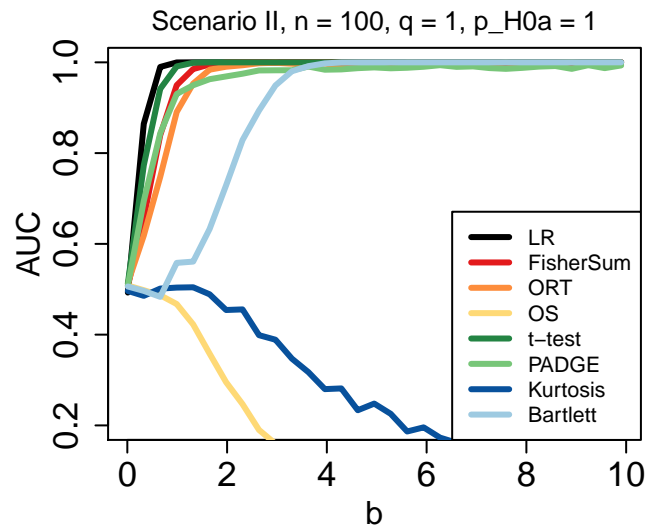 Scenario II, n = 100, q = 1, p_H0a = 1
AUC
1.0
0.8
0.6
0.4
0.2
LR
FisherSum
ORT
OS
t−test
PADGE
Kurtosis
Bartlett
0 2 4 6 8 10
b